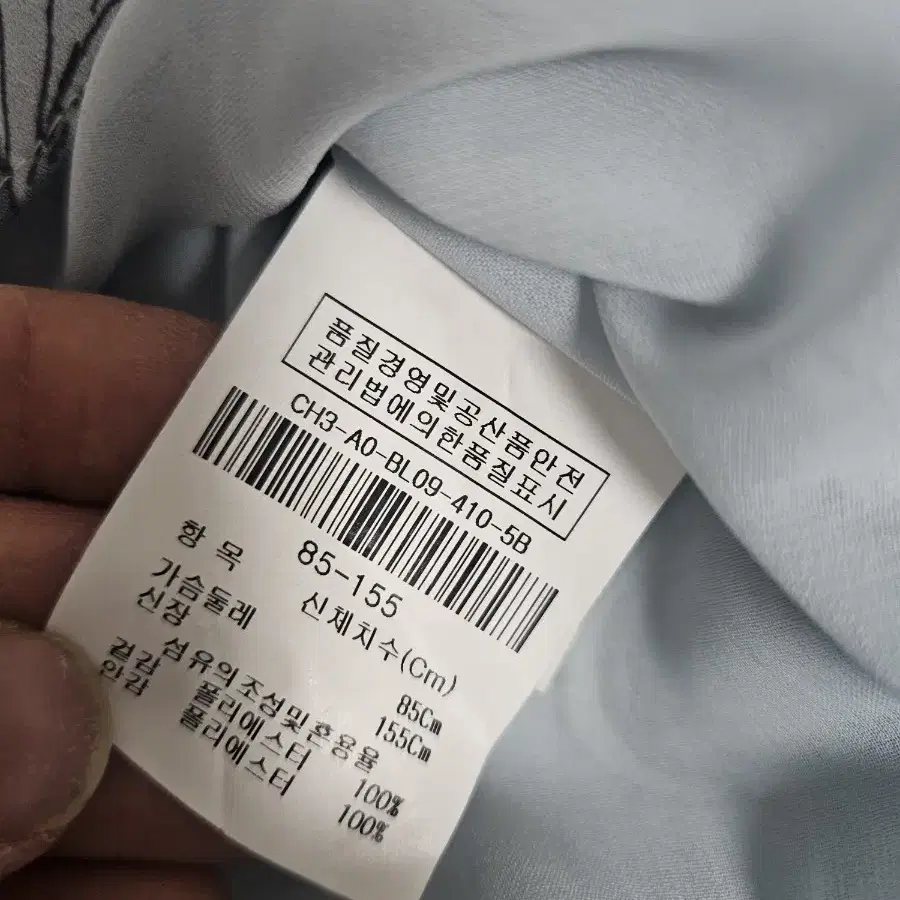 품질경영및공산품안전
관리법에의한품질표시
CH3-A0-BL09-410-5B
85-155
항 목 신체치수(Cm)
가슴둘레 85Cm
신장 155Cm
섬유의조성및혼용율
겉감 폴리에스터 100%
안감 폴리에스터 100%